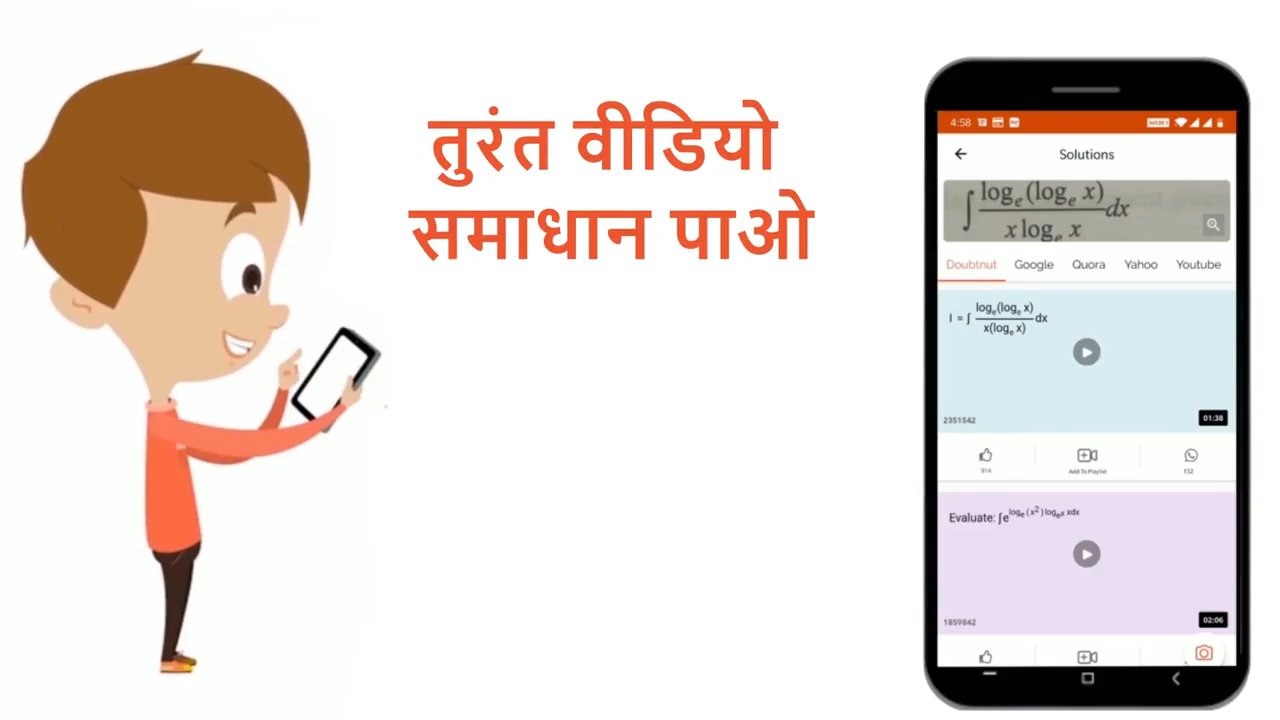 तुरंत वीडियो
समाधान पाओ
4:58
Solutions
∫ logₑ(logₑ x) / x logₑ x dx
Doubtnut Google Quora Yahoo Youtube
I = ∫ logₑ(logₑ x) / x(logₑ x) dx
2351542 01:38
914 Add To Playlist 152
Evaluate: ∫e^logₑ(x²) logₑx xdx
1859842 02:06